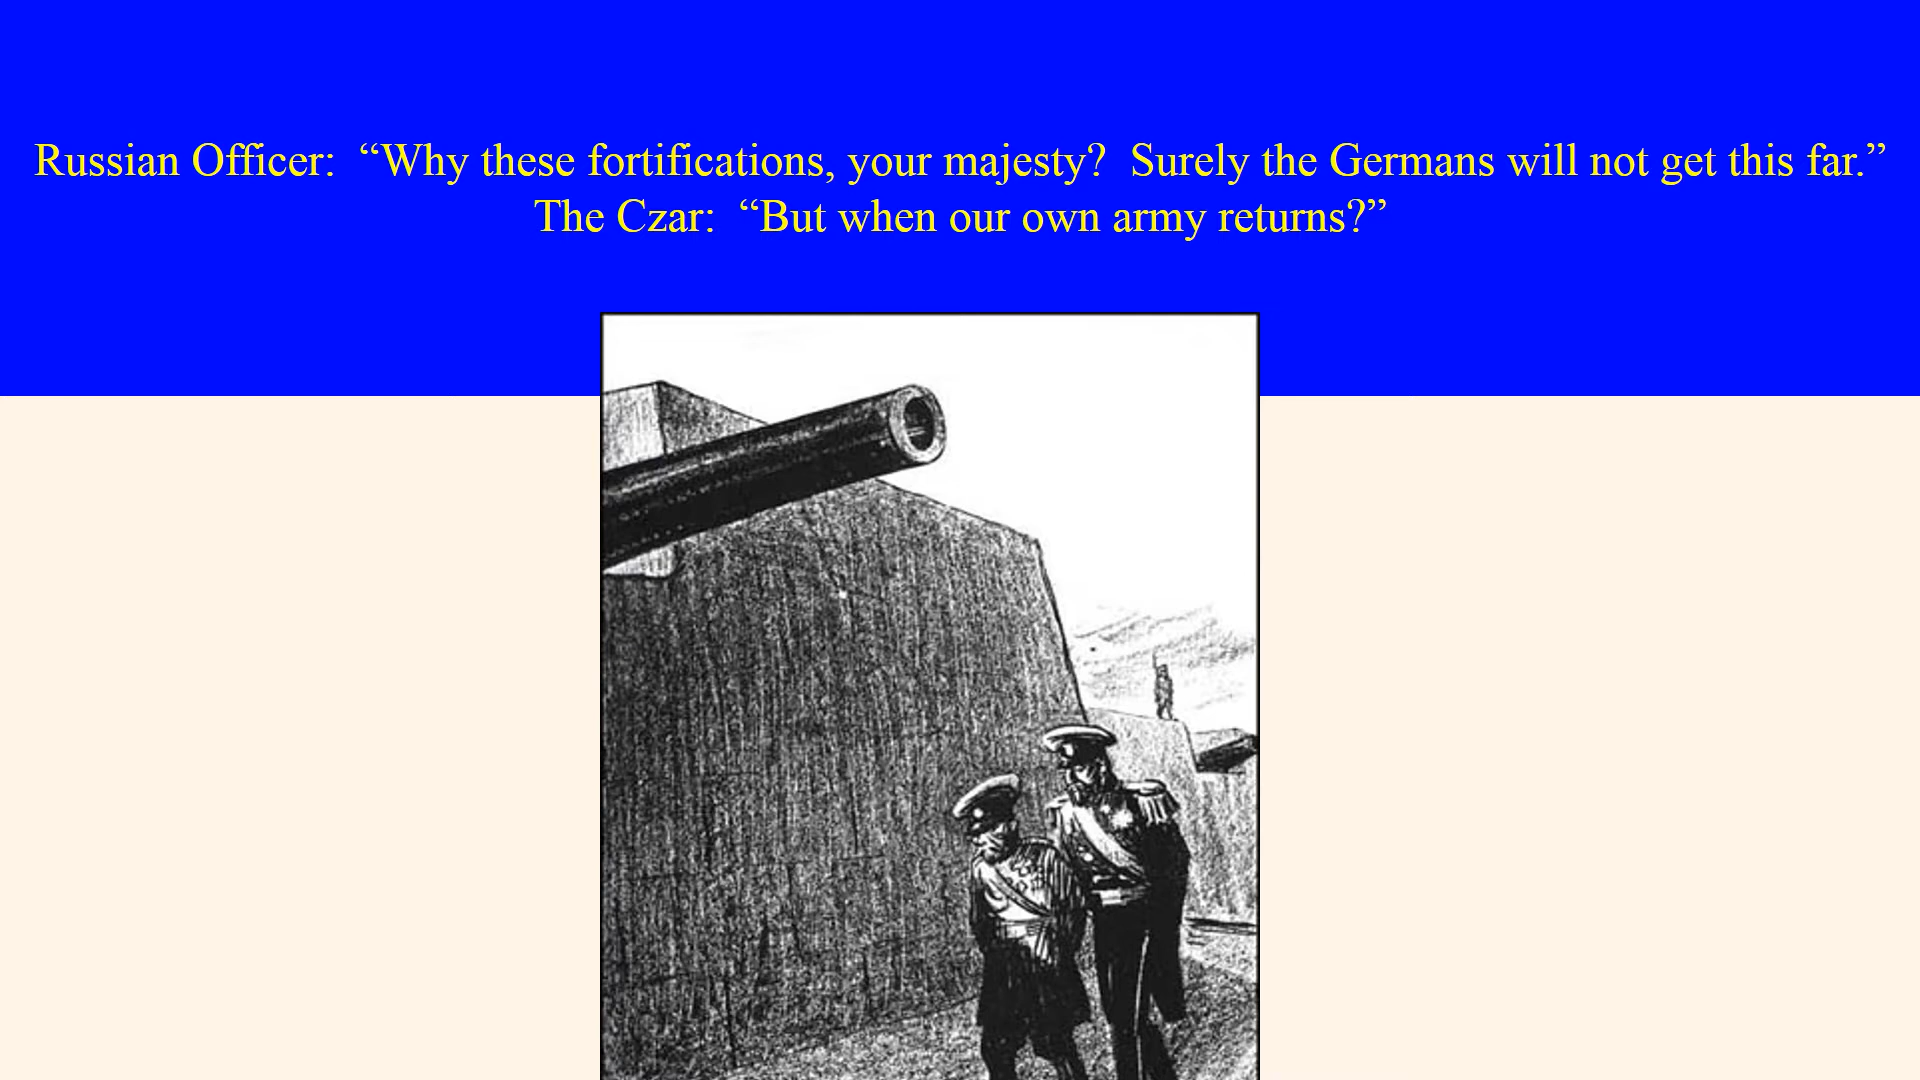 Russian Officer:  “Why these fortifications, your majesty?  Surely the Germans will not get this far.”
The Czar:  “But when our own army returns?”